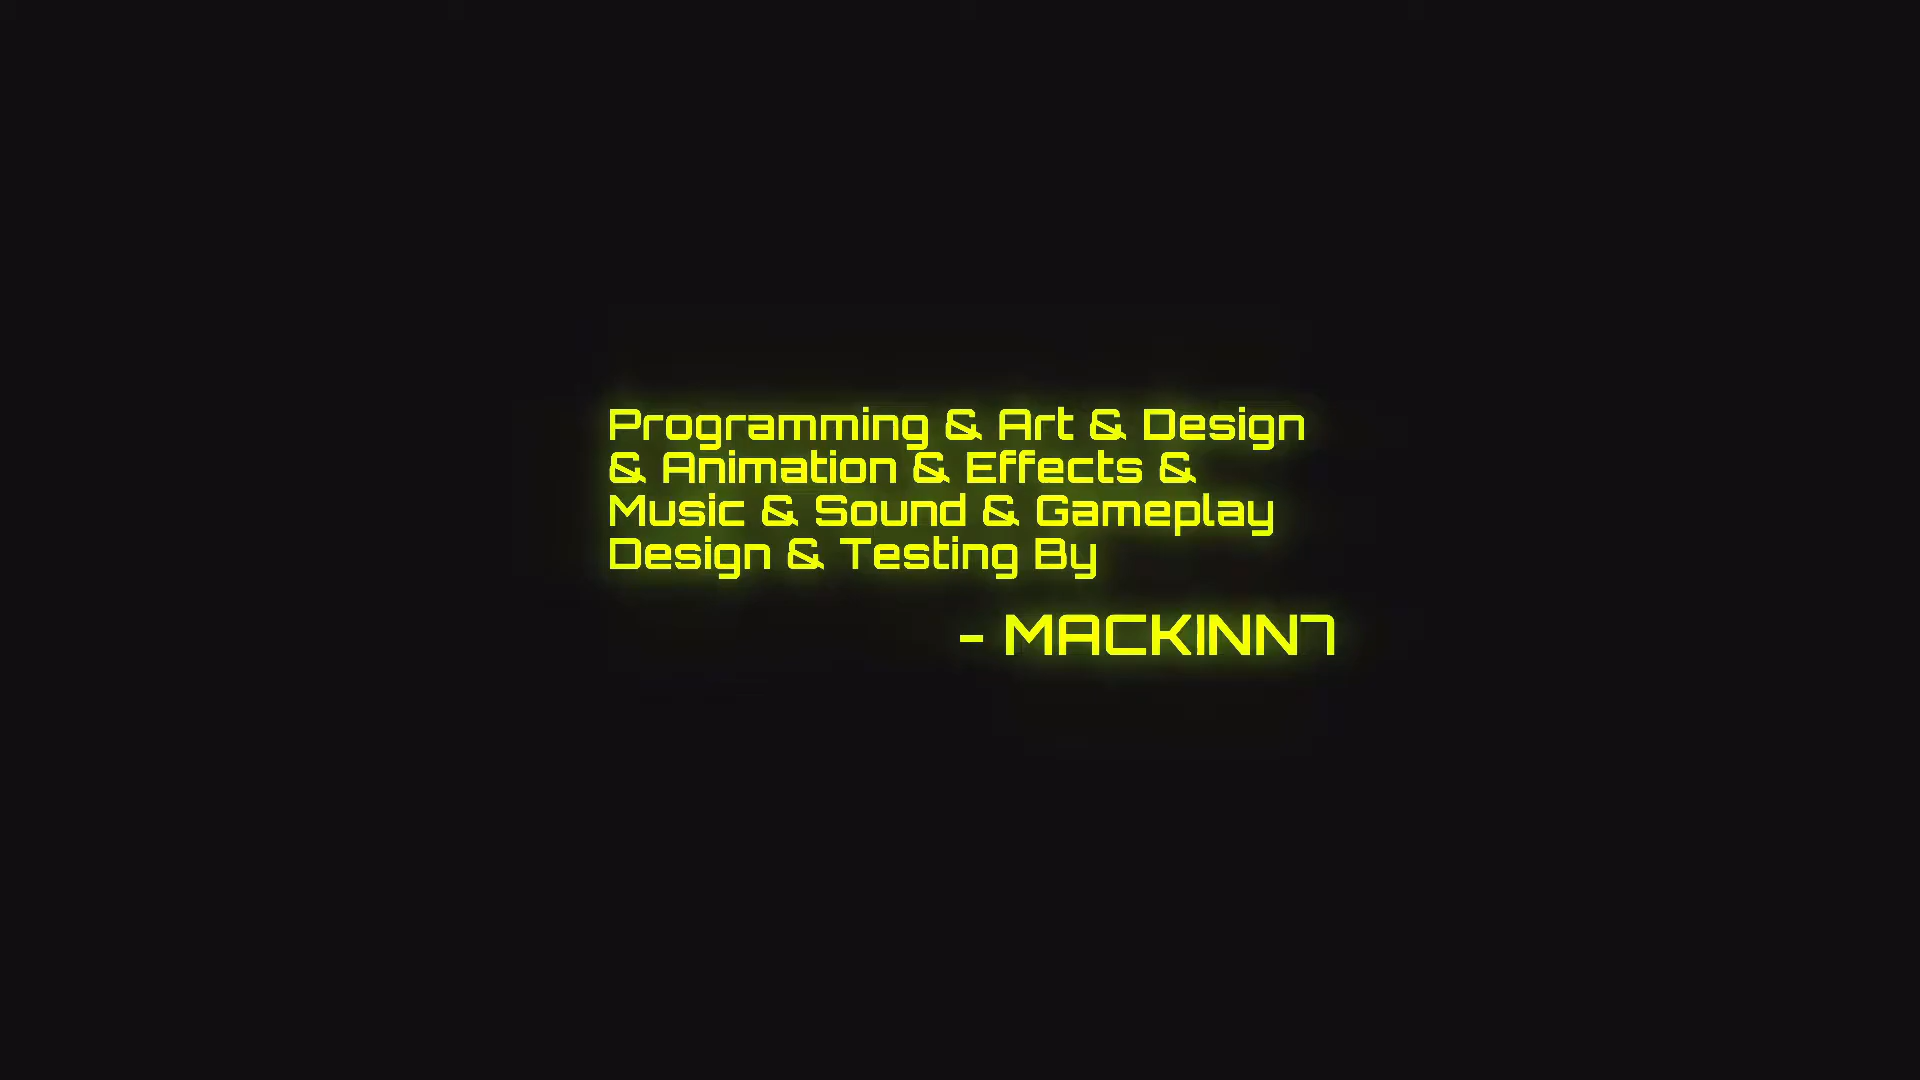 Programming & Art & Design
& Animation & Effects &
Music & Sound & Gameplay
Design & Testing By
- MACKINN7